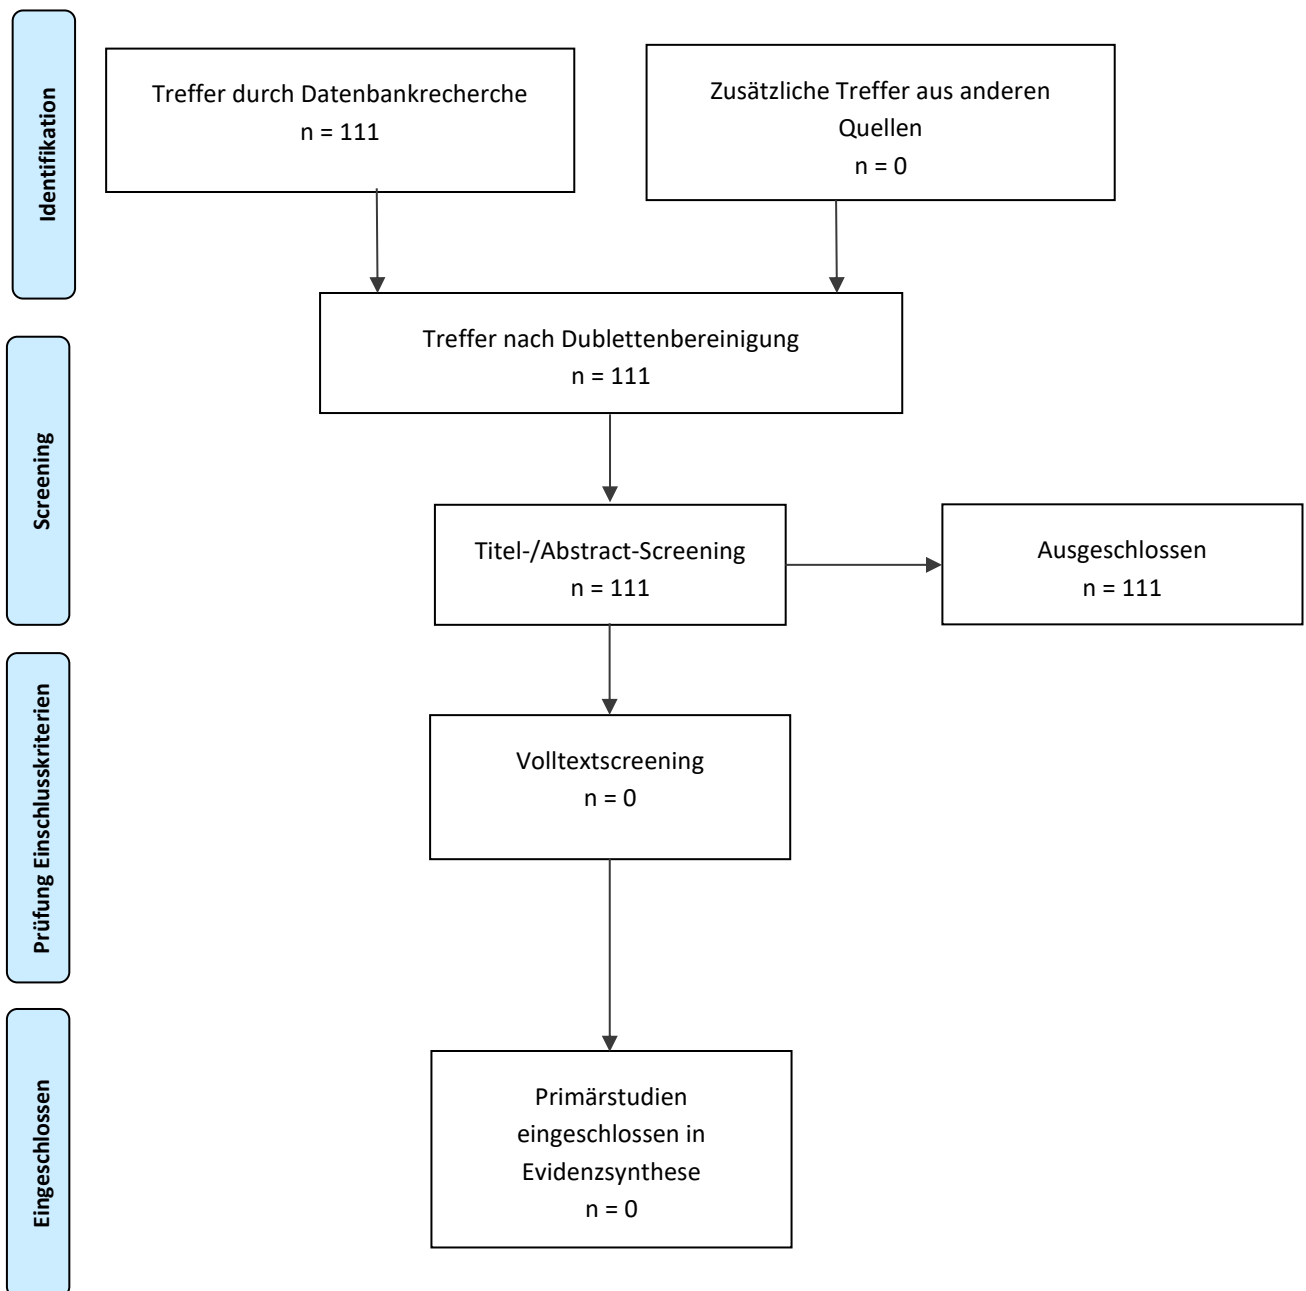 Identifikation
Treffer durch Datenbankrecherche
n = 111
Zusätzliche Treffer aus anderen
Quellen
n = 0
Treffer nach Dublettenbereinigung
n = 111
Screening
Titel-/Abstract-Screening
n = 111
Ausgeschlossen
n = 111
Prüfung Einschlusskriterien
Volltextscreening
n = 0
Eingeschlossen
Primärstudien
eingeschlossen in
Evidenzsynthese
n = 0